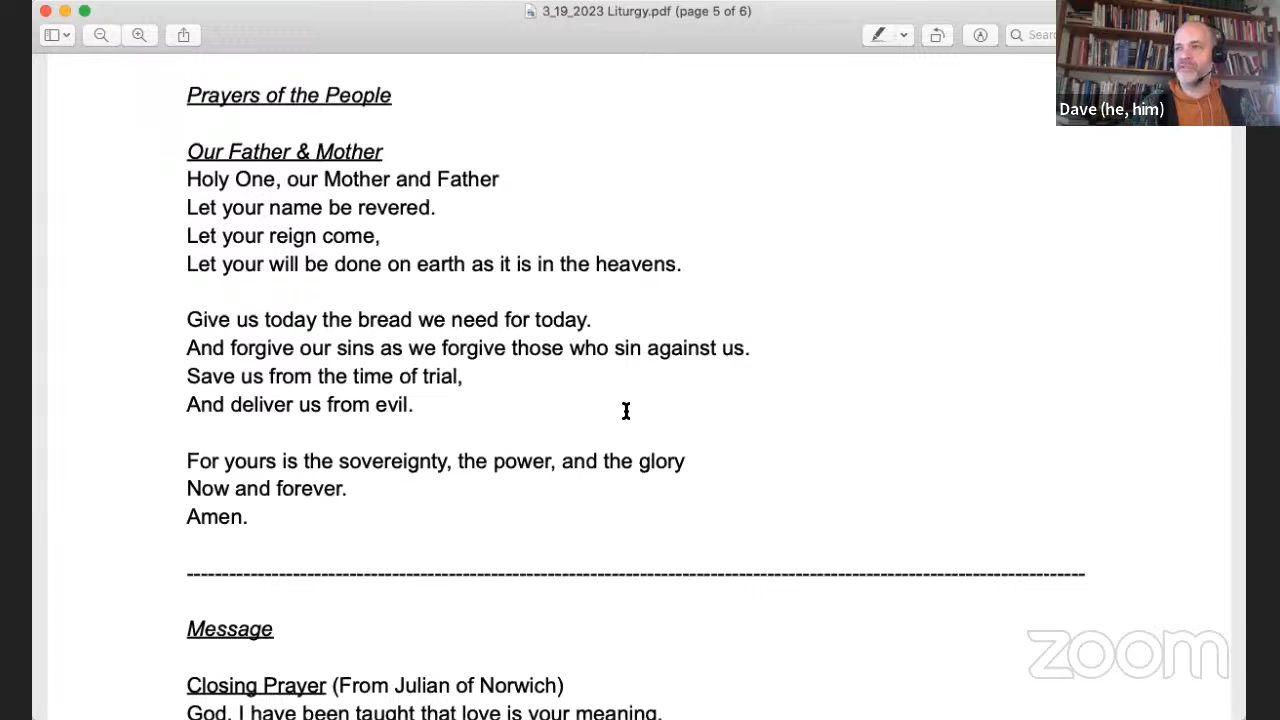 3_19_2023 Liturgy.pdf (page 5 of 6)
Sear
Dave (he, him)
Prayers of the People
Our Father & Mother
Holy One, our Mother and Father
Let your name be revered.
Let your reign come,
Let your will be done on earth as it is in the heavens.
Give us today the bread we need for today.
And forgive our sins as we forgive those who sin against us.
Save us from the time of trial,
And deliver us from evil.
For yours is the sovereignty, the power, and the glory
Now and forever.
Amen.
--------------------------------------------------------------------------------------------------------------------------------
Message
zoom
Closing Prayer (From Julian of Norwich)
God, I have been taught that love is your meaning.